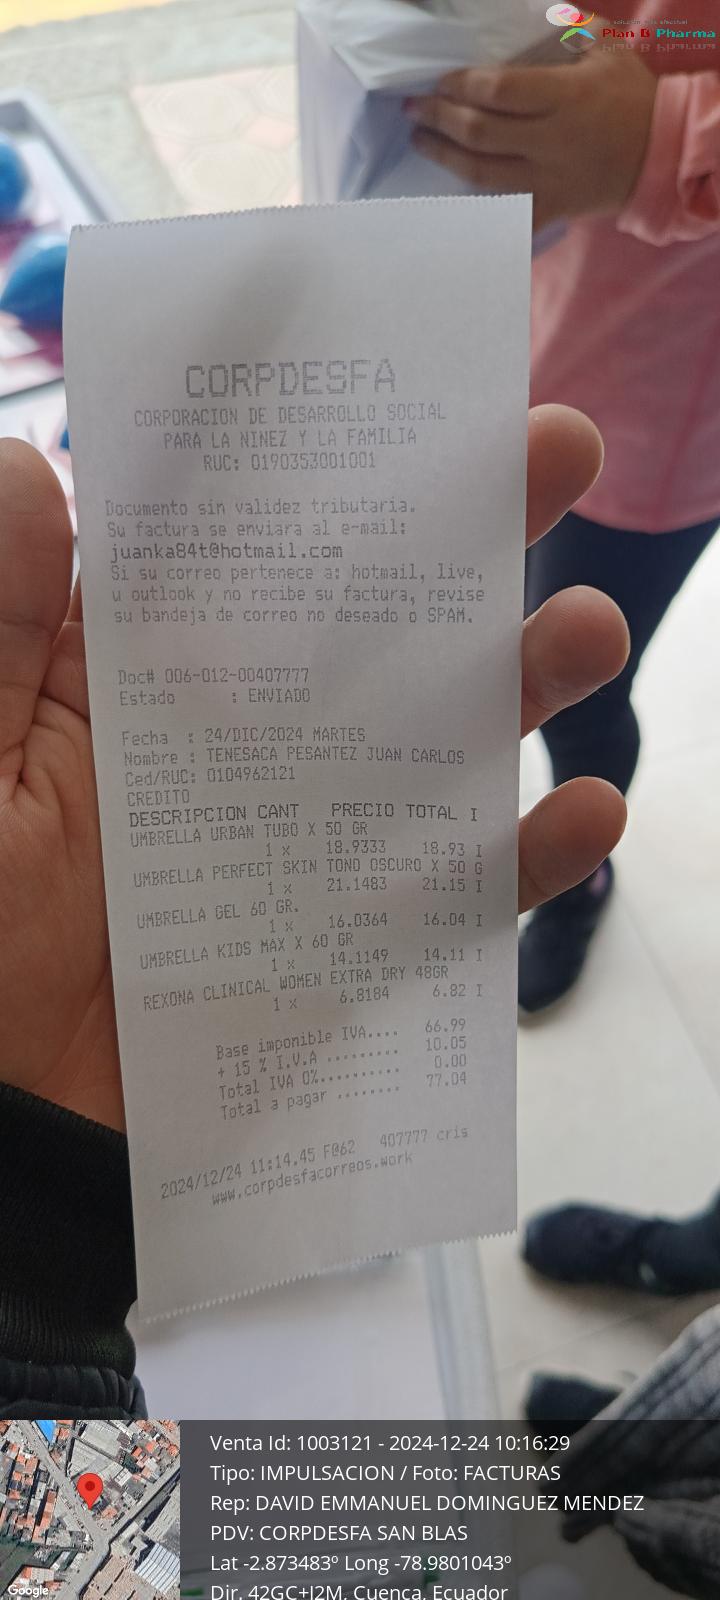 Plan B Pharma
CORPDESFA
CORPORACION DE DESARROLLO SOCIAL
PARA LA NINEZ Y LA FAMILIA
RUC: 0190353001001
Documento sin validez tributaria.
Su factura se enviara al e-mail:
juanka84t@hotmail.com
Si su correo pertenece a: hotmail, live,
u outlook y no recibe su factura, revise
su bandeja de correo no deseado o SPAM.
Doc# 006-012-00407777
Estado : ENVIADO
Fecha : 24/DIC/2024 MARTES
Nombre : TENESACA PESANTEZ JUAN CARLOS
Ced/RUC: 0104962121
CREDITO
DESCRIPCION CANT PRECIO TOTAL I
UMBRELLA URBAN TUBO X 50 GR
1 x 18.9333 18.93 I
UMBRELLA PERFECT SKIN TONO OSCURO X 50 G
1 x 21.1483 21.15 I
UMBRELLA GEL 60 GR.
1 x 16.0364 16.04 I
UMBRELLA KIDS MAX X 60 GR
1 x 14.1149 14.11 I
REXONA CLINICAL WOMEN EXTRA DRY 48GR
1 x 6.8184 6.82 I
Base imponible IVA.... 66.99
+ 15 % I.V.A ......... 10.05
Total IVA 0%.......... 0.00
Total a pagar ........ 77.04
2024/12/24 11:14.45 F@62 407777 cris
www.corpdesfacorreos.work
Venta Id: 1003121 - 2024-12-24 10:16:29
Tipo: IMPULSACION / Foto: FACTURAS
Rep: DAVID EMMANUEL DOMINGUEZ MENDEZ
PDV: CORPDESFA SAN BLAS
Lat -2.873483º Long -78.9801043º
Dir. 42GC+J2M, Cuenca, Ecuador
Google